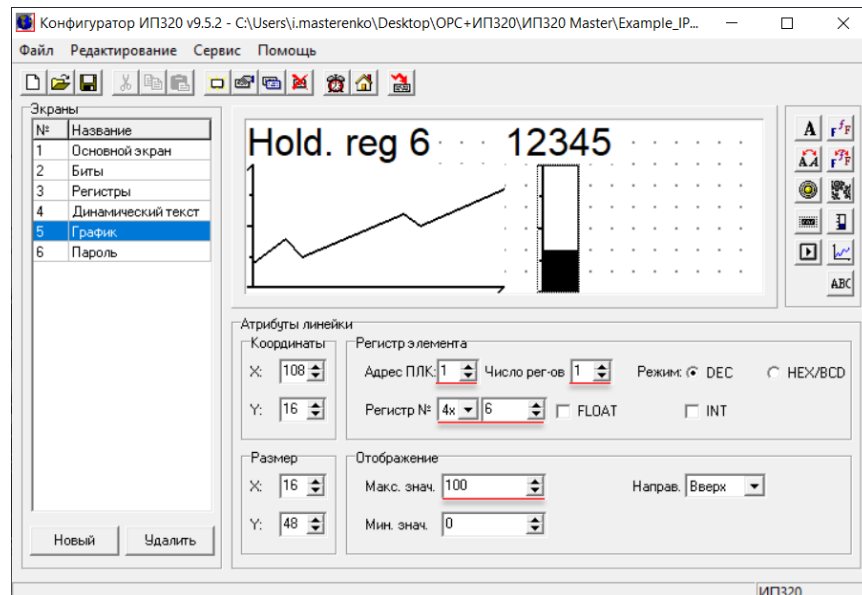 Конфигуратор ИП320 v9.5.2 - C:\Users\i.masterenko\Desktop\OPC+ИП320\ИП320 Master\Example_IP...
Файл Редактирование Сервис Помощь
Экраны
№ Название
1 Основной экран
2 Биты
3 Регистры
4 Динамический текст
5 График
6 Пароль
Новый Удалить
Hold. reg 6 12345
Атрибуты линейки
Координаты
X: 108
Y: 16
Регистр элемента
Адрес ПЛК: 1 Число рег-ов 1 Режим: DEC HEX/BCD
Регистр № 4x 6 FLOAT INT
Размер
X: 16
Y: 48
Отображение
Макс. знач. 100 Направ. Вверх
Мин. знач. 0
A F f F
A A F F
ABC
ИП320